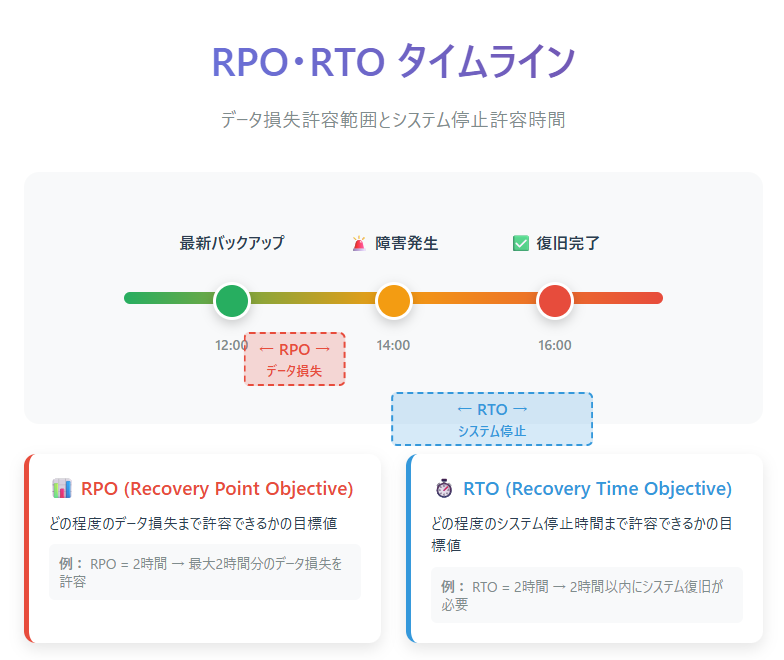 RPO・RTO タイムライン
データ損失許容範囲とシステム停止許容時間
最新バックアップ
🚨 障害発生
✅ 復旧完了
12:00
14:00
16:00
← RPO →
データ損失
← RTO →
システム停止
📊 RPO (Recovery Point Objective)
どの程度のデータ損失まで許容できるかの目標値
例： RPO = 2時間 → 最大2時間分のデータ損失を
許容
⏱️ RTO (Recovery Time Objective)
どの程度のシステム停止時間まで許容できるかの目
標値
例： RTO = 2時間 → 2時間以内にシステム復旧が
必要